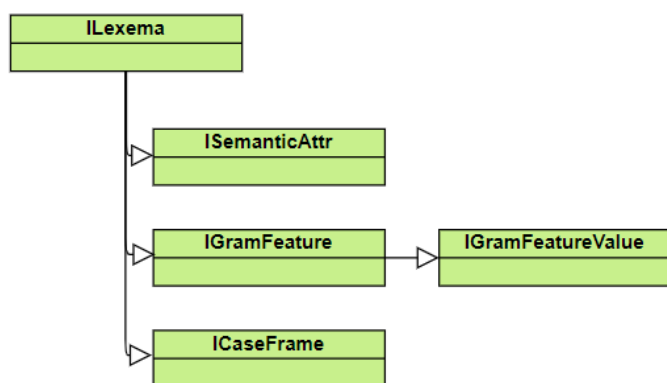 ILexema
ISemanticAttr
IGramFeature
IGramFeatureValue
ICaseFrame